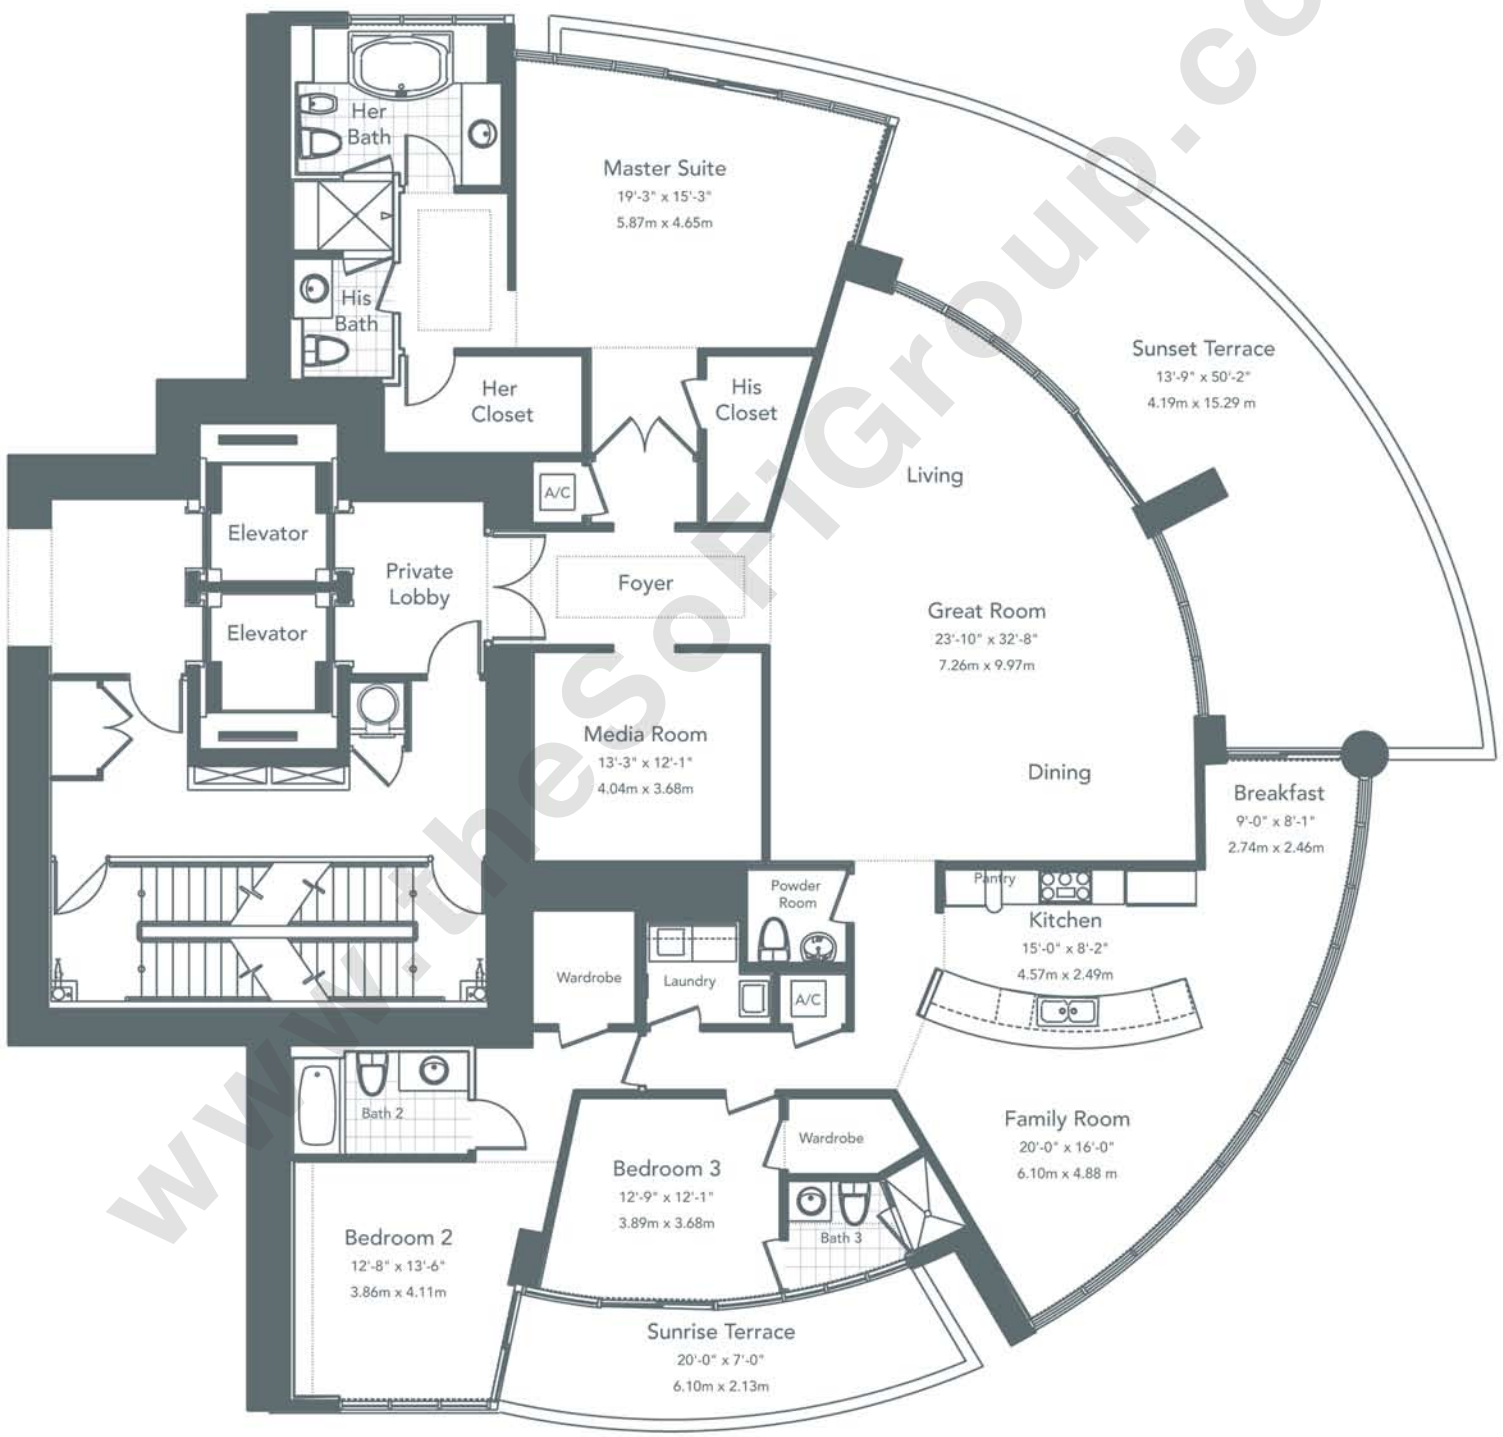 Her
Bath
Master Suite
19'-3" x 15'-3"
5.87m x 4.65m
His
Bath
Sunset Terrace
13'-9" x 50'-2"
4.19m x 15.29 m
Her
Closet
His
Closet
Living
A/C
Elevator
Private
Lobby
Foyer
Elevator
Great Room
23'-10" x 32'-8"
7.26m x 9.97m
Media Room
13'-3" x 12'-1"
4.04m x 3.68m
Dining
Breakfast
9'-0" x 8'-1"
2.74m x 2.46m
Powder
Room
Pantry
Kitchen
15'-0" x 8'-2"
4.57m x 2.49m
Wardrobe
Laundry
A/C
Bath 2
Family Room
20'-0" x 16'-0"
6.10m x 4.88 m
Wardrobe
Bedroom 3
12'-9" x 12'-1"
3.89m x 3.68m
Bath 3
Bedroom 2
12'-8" x 13'-6"
3.86m x 4.11m
Sunrise Terrace
20'-0" x 7'-0"
6.10m x 2.13m
www.theSoFiGroup.co